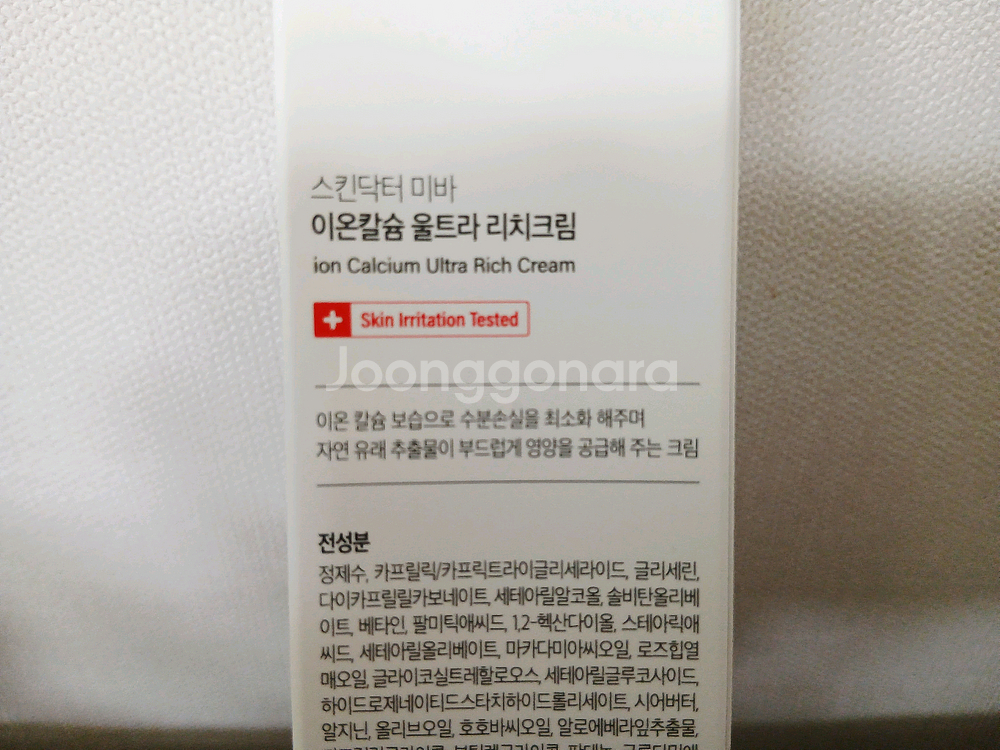 스킨닥터 미바
이온칼슘 울트라 리치크림
ion Calcium Ultra Rich Cream
Skin Irritation Tested
Joonggonara
이온 칼슘 보습으로 수분손실을 최소화 해주며
자연 유래 추출물이 부드럽게 영양을 공급해 주는 크림
전성분
정제수, 카프릴릭/카프릭트라이글리세라이드, 글리세린,
다이카프릴릴카보네이트, 세테아릴알코올, 솔비탄올리베
이트, 베타인, 팔미틱애씨드, 1,2-헥산다이올, 스테아릭애
씨드, 세테아릴올리베이트, 마카다미아씨오일, 로즈힙열
매오일, 글라이코실트레할로오스, 세테아릴글루코사이드,
하이드로제네이티드스타치하이드롤리세이트, 시어버터,
알지닌, 올리브오일, 호호바씨오일, 알로에베라잎추출물,